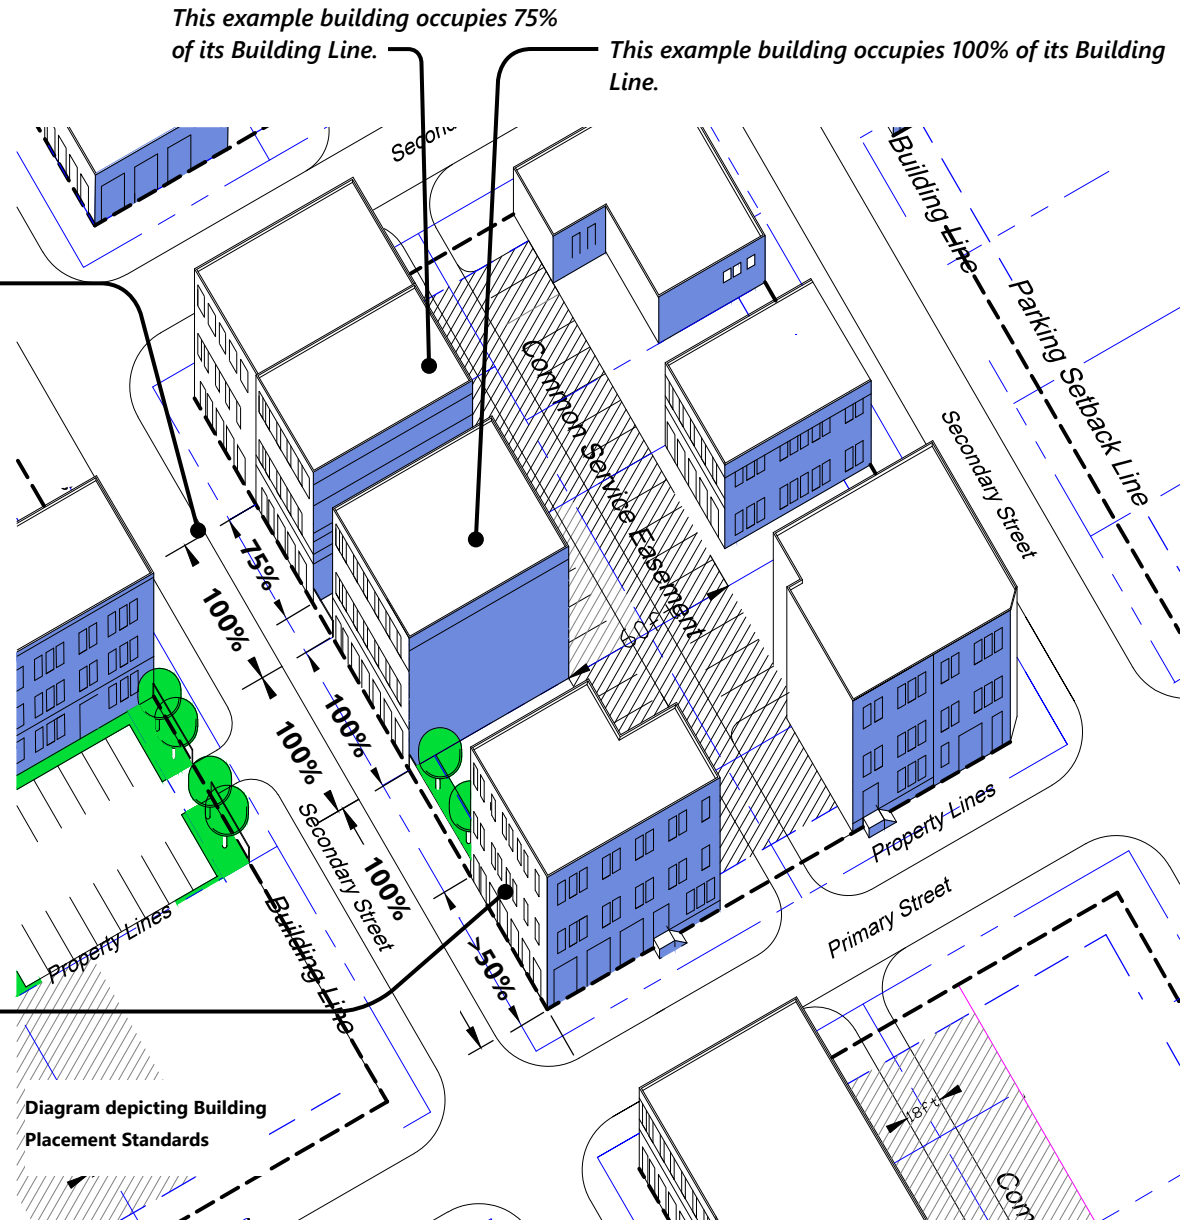 This example building occupies 75%
of its Building Line.
This example building occupies 100% of its Building
Line.
Building Line
Parking Setback Line
Common Service Easement
Secondary Street
75%
100%
100%
100%
100%
>50%
Secondary Street
Building Line
Property Lines
Property Lines
Primary Street
18ft
Diagram depicting Building
Placement Standards